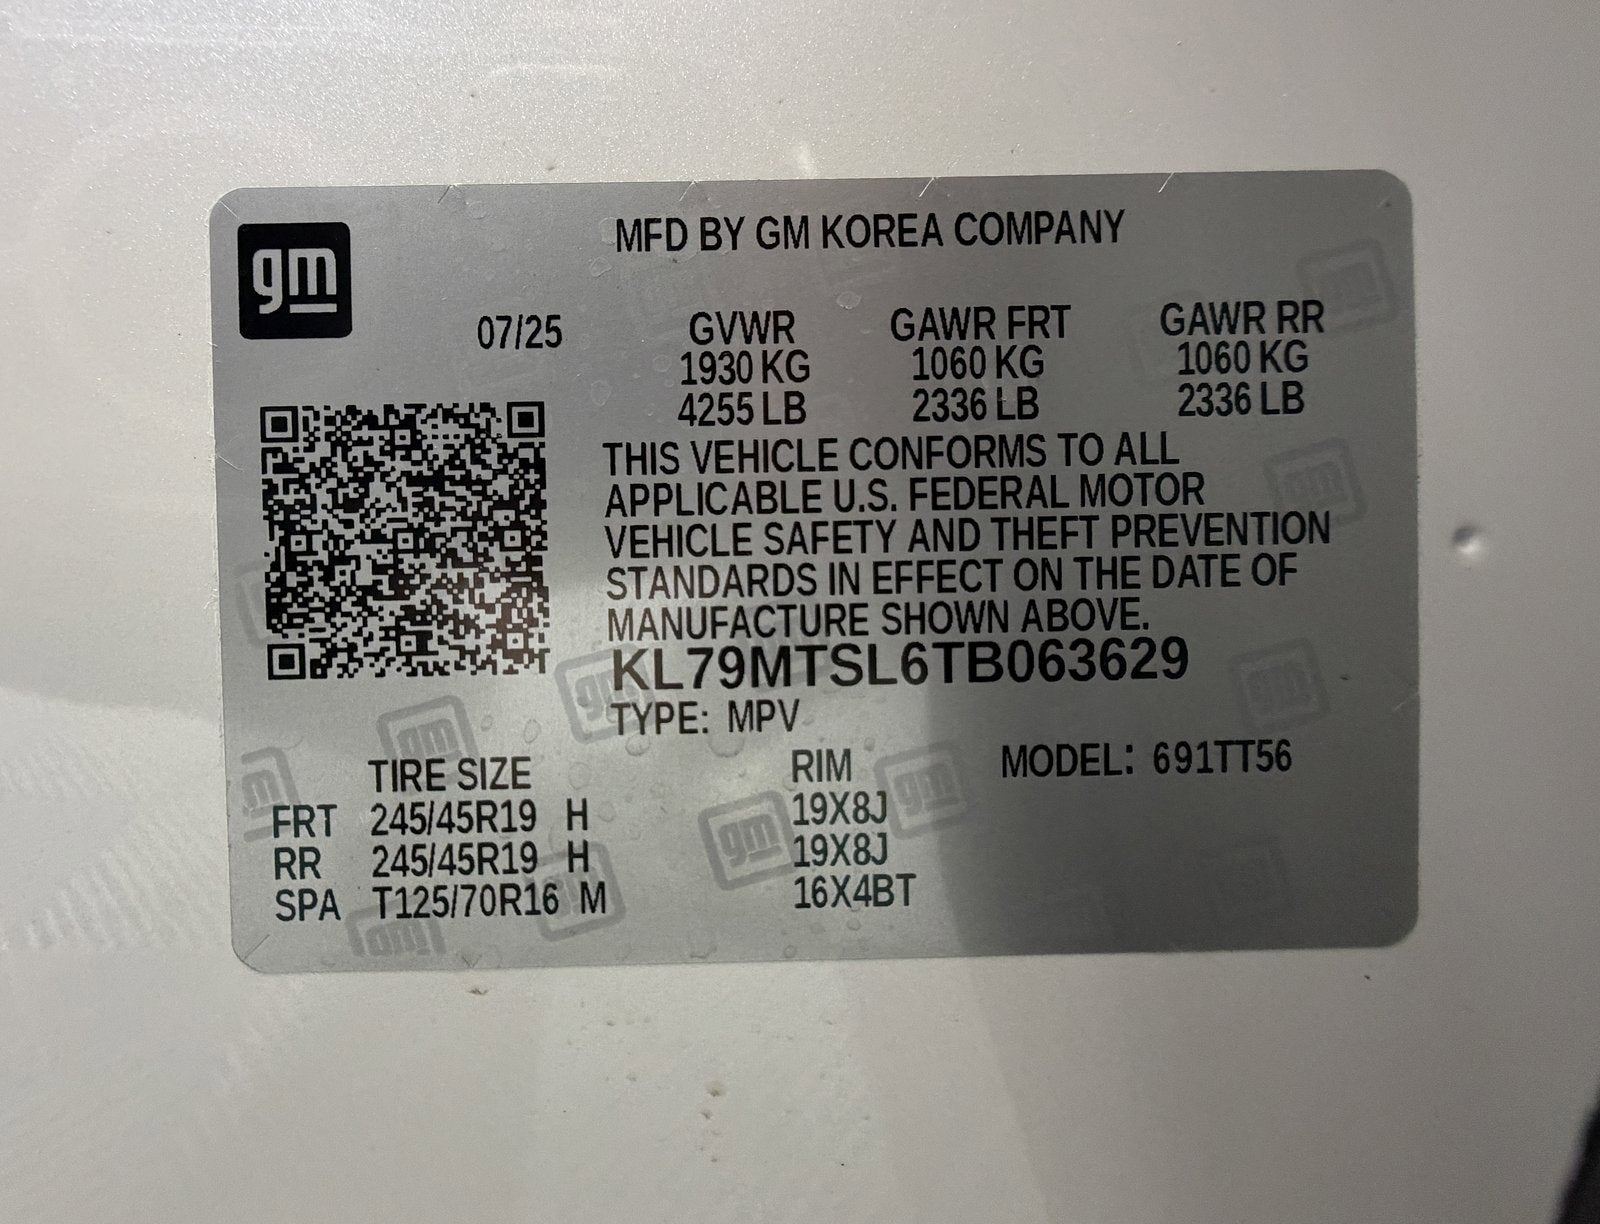 gm
MFD BY GM KOREA COMPANY
07/25 GVWR GAWR FRT GAWR RR
1930 KG 1060 KG 1060 KG
4255 LB 2336 LB 2336 LB
THIS VEHICLE CONFORMS TO ALL
APPLICABLE U.S. FEDERAL MOTOR
VEHICLE SAFETY AND THEFT PREVENTION
STANDARDS IN EFFECT ON THE DATE OF
MANUFACTURE SHOWN ABOVE.
KL79MTSL6TB063629
TYPE: MPV
TIRE SIZE RIM MODEL: 691TT56
FRT 245/45R19 H 19X8J
RR 245/45R19 H 19X8J
SPA T125/70R16 M 16X4BT